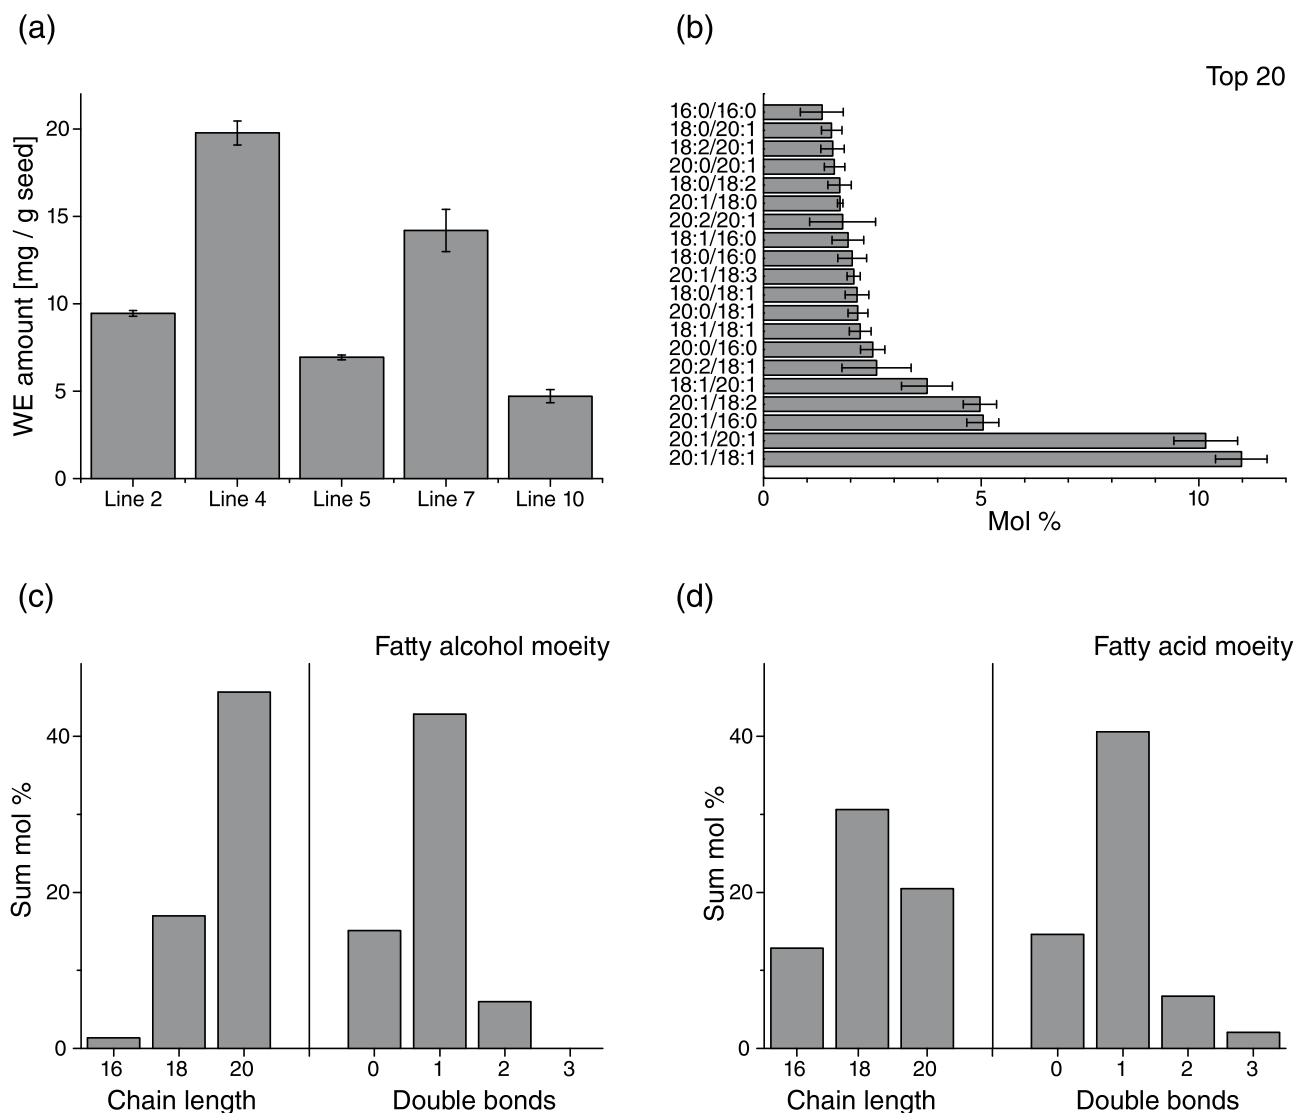 (a)
WE amount [mg / g seed]
20
15
10
5
0
Line 2 Line 4 Line 5 Line 7 Line 10
(b)
Top 20
16:0/16:0
18:0/20:1
18:2/20:1
20:0/20:1
18:0/18:2
20:1/18:0
20:2/20:1
18:1/16:0
18:0/16:0
20:1/18:3
18:0/18:1
20:0/18:1
18:1/18:1
20:0/16:0
20:2/18:1
18:1/20:1
20:1/18:2
20:1/16:0
20:1/20:1
20:1/18:1
0 5 10
Mol %
(c)
Fatty alcohol moeity
Sum mol %
40
20
0
16 18 20 0 1 2 3
Chain length Double bonds
(d)
Fatty acid moeity
Sum mol %
40
20
0
16 18 20 0 1 2 3
Chain length Double bonds